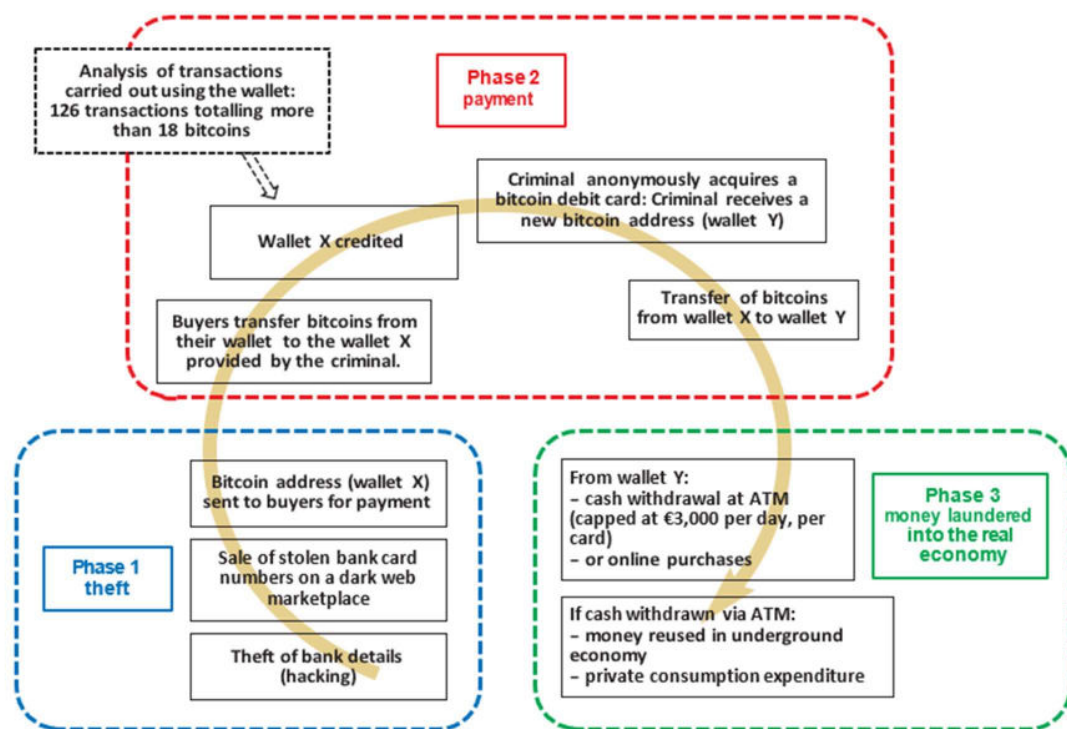 Analysis of transactions
carried out using the wallet:
126 transactions totalling more
than 18 bitcoins
Phase 2
payment
Criminal anonymously acquires a
bitcoin debit card: Criminal receives a
new bitcoin address (wallet Y)
Wallet X credited
Transfer of bitcoins
from wallet X to wallet Y
Buyers transfer bitcoins from
their wallet to the wallet X
provided by the criminal.
Bitcoin address (wallet X)
sent to buyers for payment
Phase 1
theft
Sale of stolen bank card
numbers on a dark web
marketplace
Theft of bank details
(hacking)
From wallet Y:
– cash withdrawal at ATM
(capped at €3,000 per day, per
card)
– or online purchases
Phase 3
money laundered
into the real
economy
If cash withdrawn via ATM:
– money reused in underground
economy
– private consumption expenditure